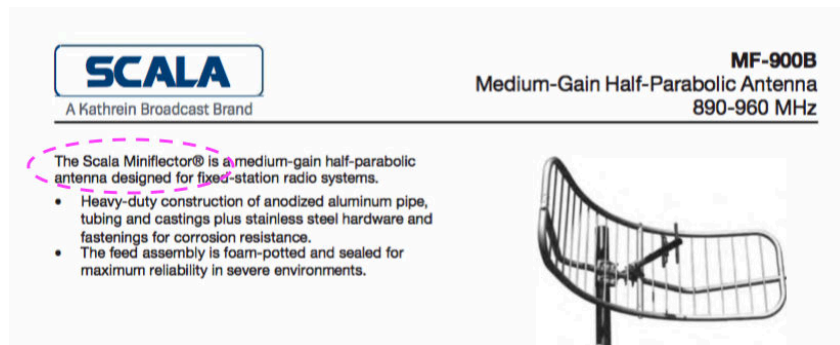 SCALA
A Kathrein Broadcast Brand
MF-900B
Medium-Gain Half-Parabolic Antenna
890-960 MHz
The Scala Miniflector® is a medium-gain half-parabolic
antenna designed for fixed-station radio systems.
• Heavy-duty construction of anodized aluminum pipe,
tubing and castings plus stainless steel hardware and
fastenings for corrosion resistance.
• The feed assembly is foam-potted and sealed for
maximum reliability in severe environments.